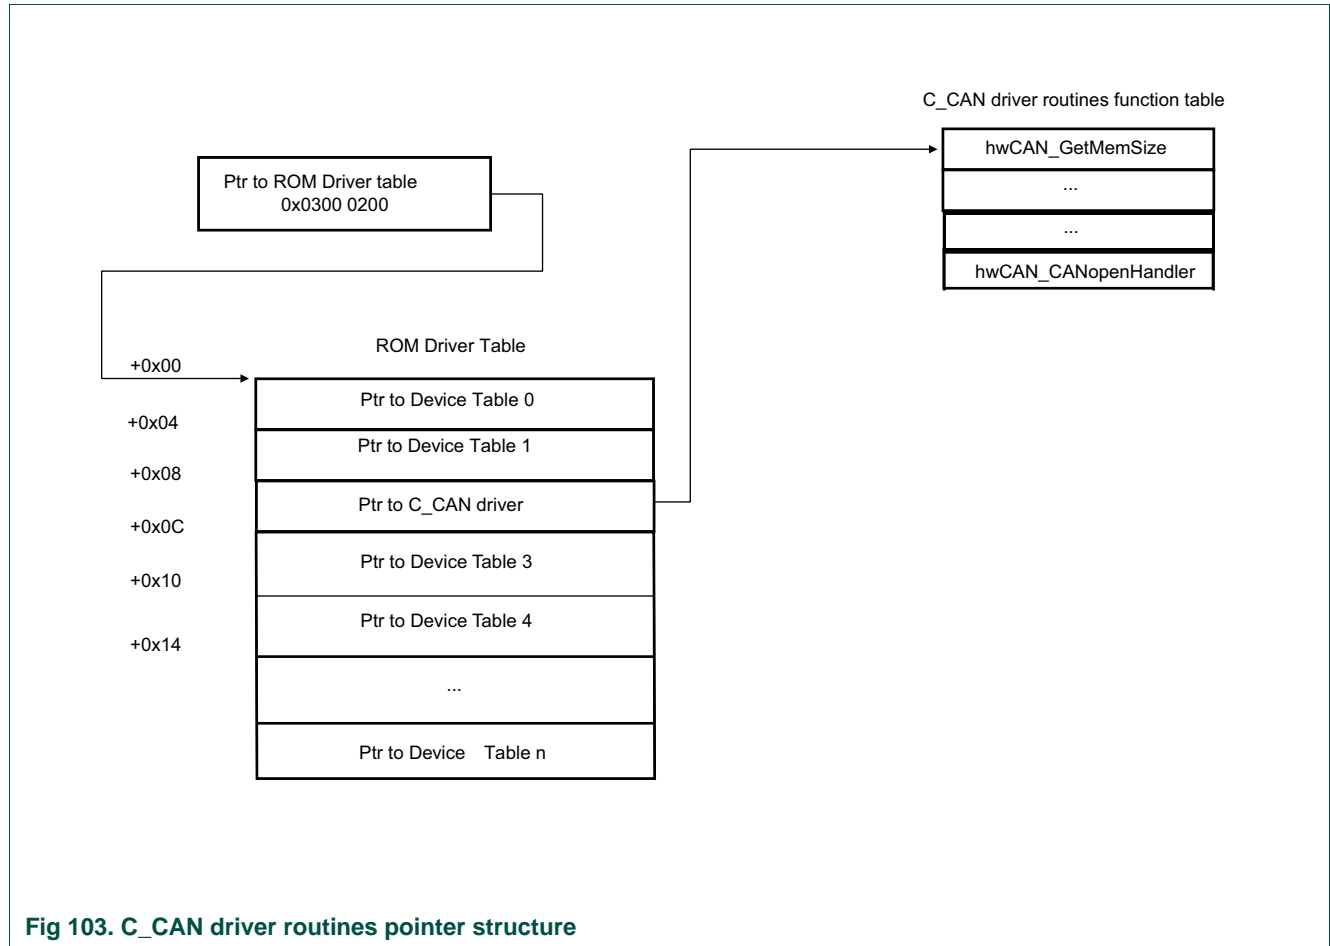 C_CAN driver routines function table
hwCAN_GetMemSize
...
...
hwCAN_CANopenHandler
Ptr to ROM Driver table
0x0300 0200
ROM Driver Table
+0x00
Ptr to Device Table 0
+0x04
Ptr to Device Table 1
+0x08
Ptr to C_CAN driver
+0x0C
Ptr to Device Table 3
+0x10
Ptr to Device Table 4
+0x14
...
Ptr to Device Table n
Fig 103. C_CAN driver routines pointer structure